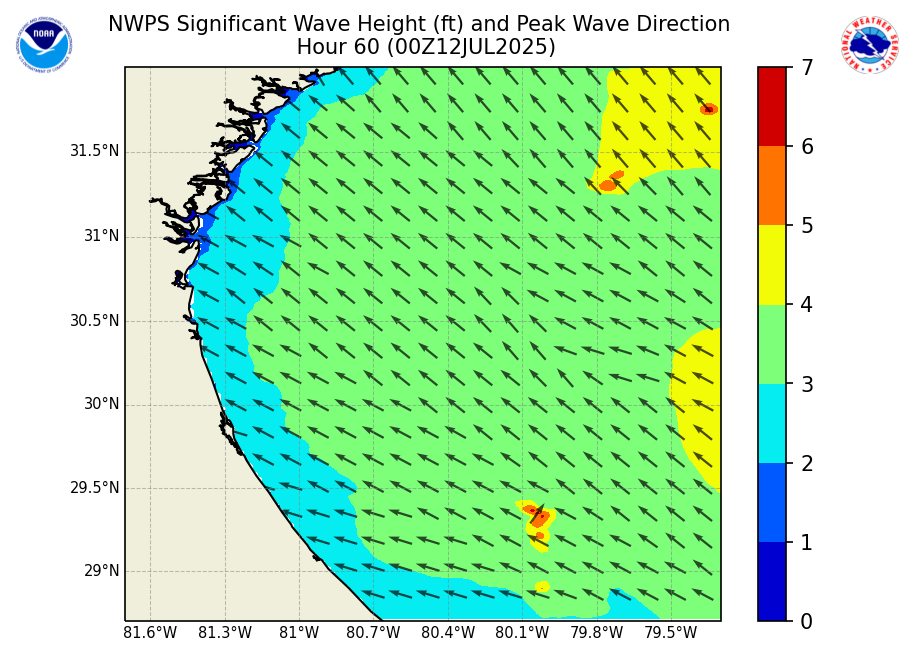 NWPS Significant Wave Height (ft) and Peak Wave Direction
Hour 60 (00Z12JUL2025)
NOAA
NATIONAL WEATHER SERVICE
31.5°N
31°N
30.5°N
30°N
29.5°N
29°N
81.6°W 81.3°W 81°W 80.7°W 80.4°W 80.1°W 79.8°W 79.5°W
7
6
5
4
3
2
1
0